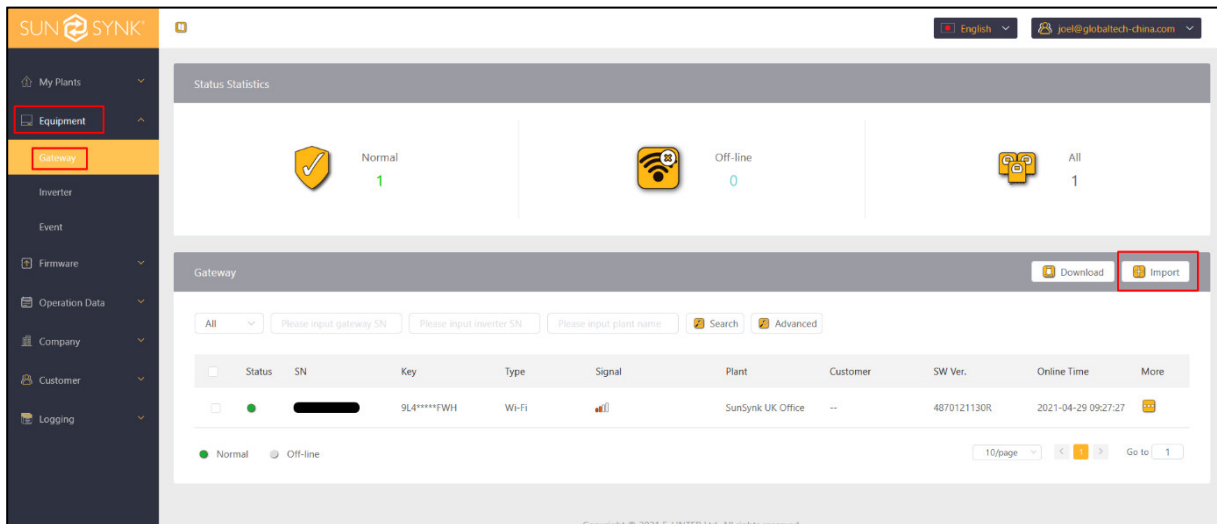 SUN SYNK®
English
joel@globaltech-china.com
My Plants
Equipment
Gateway
Inverter
Event
Firmware
Operation Data
Company
Customer
Logging
Status Statistics
Normal
1
Off-line
0
All
1
Gateway
Download
Import
All
Please input gateway SN
Please input inverter SN
Please input plant name
Search
Advanced
Status SN Key Type Signal Plant Customer SW Ver. Online Time More
9L4*****FWH Wi-Fi SunSynk UK Office -- 4870121130R 2021-04-29 09:27:27
Normal Off-line
10/page < 1 > Go to 1